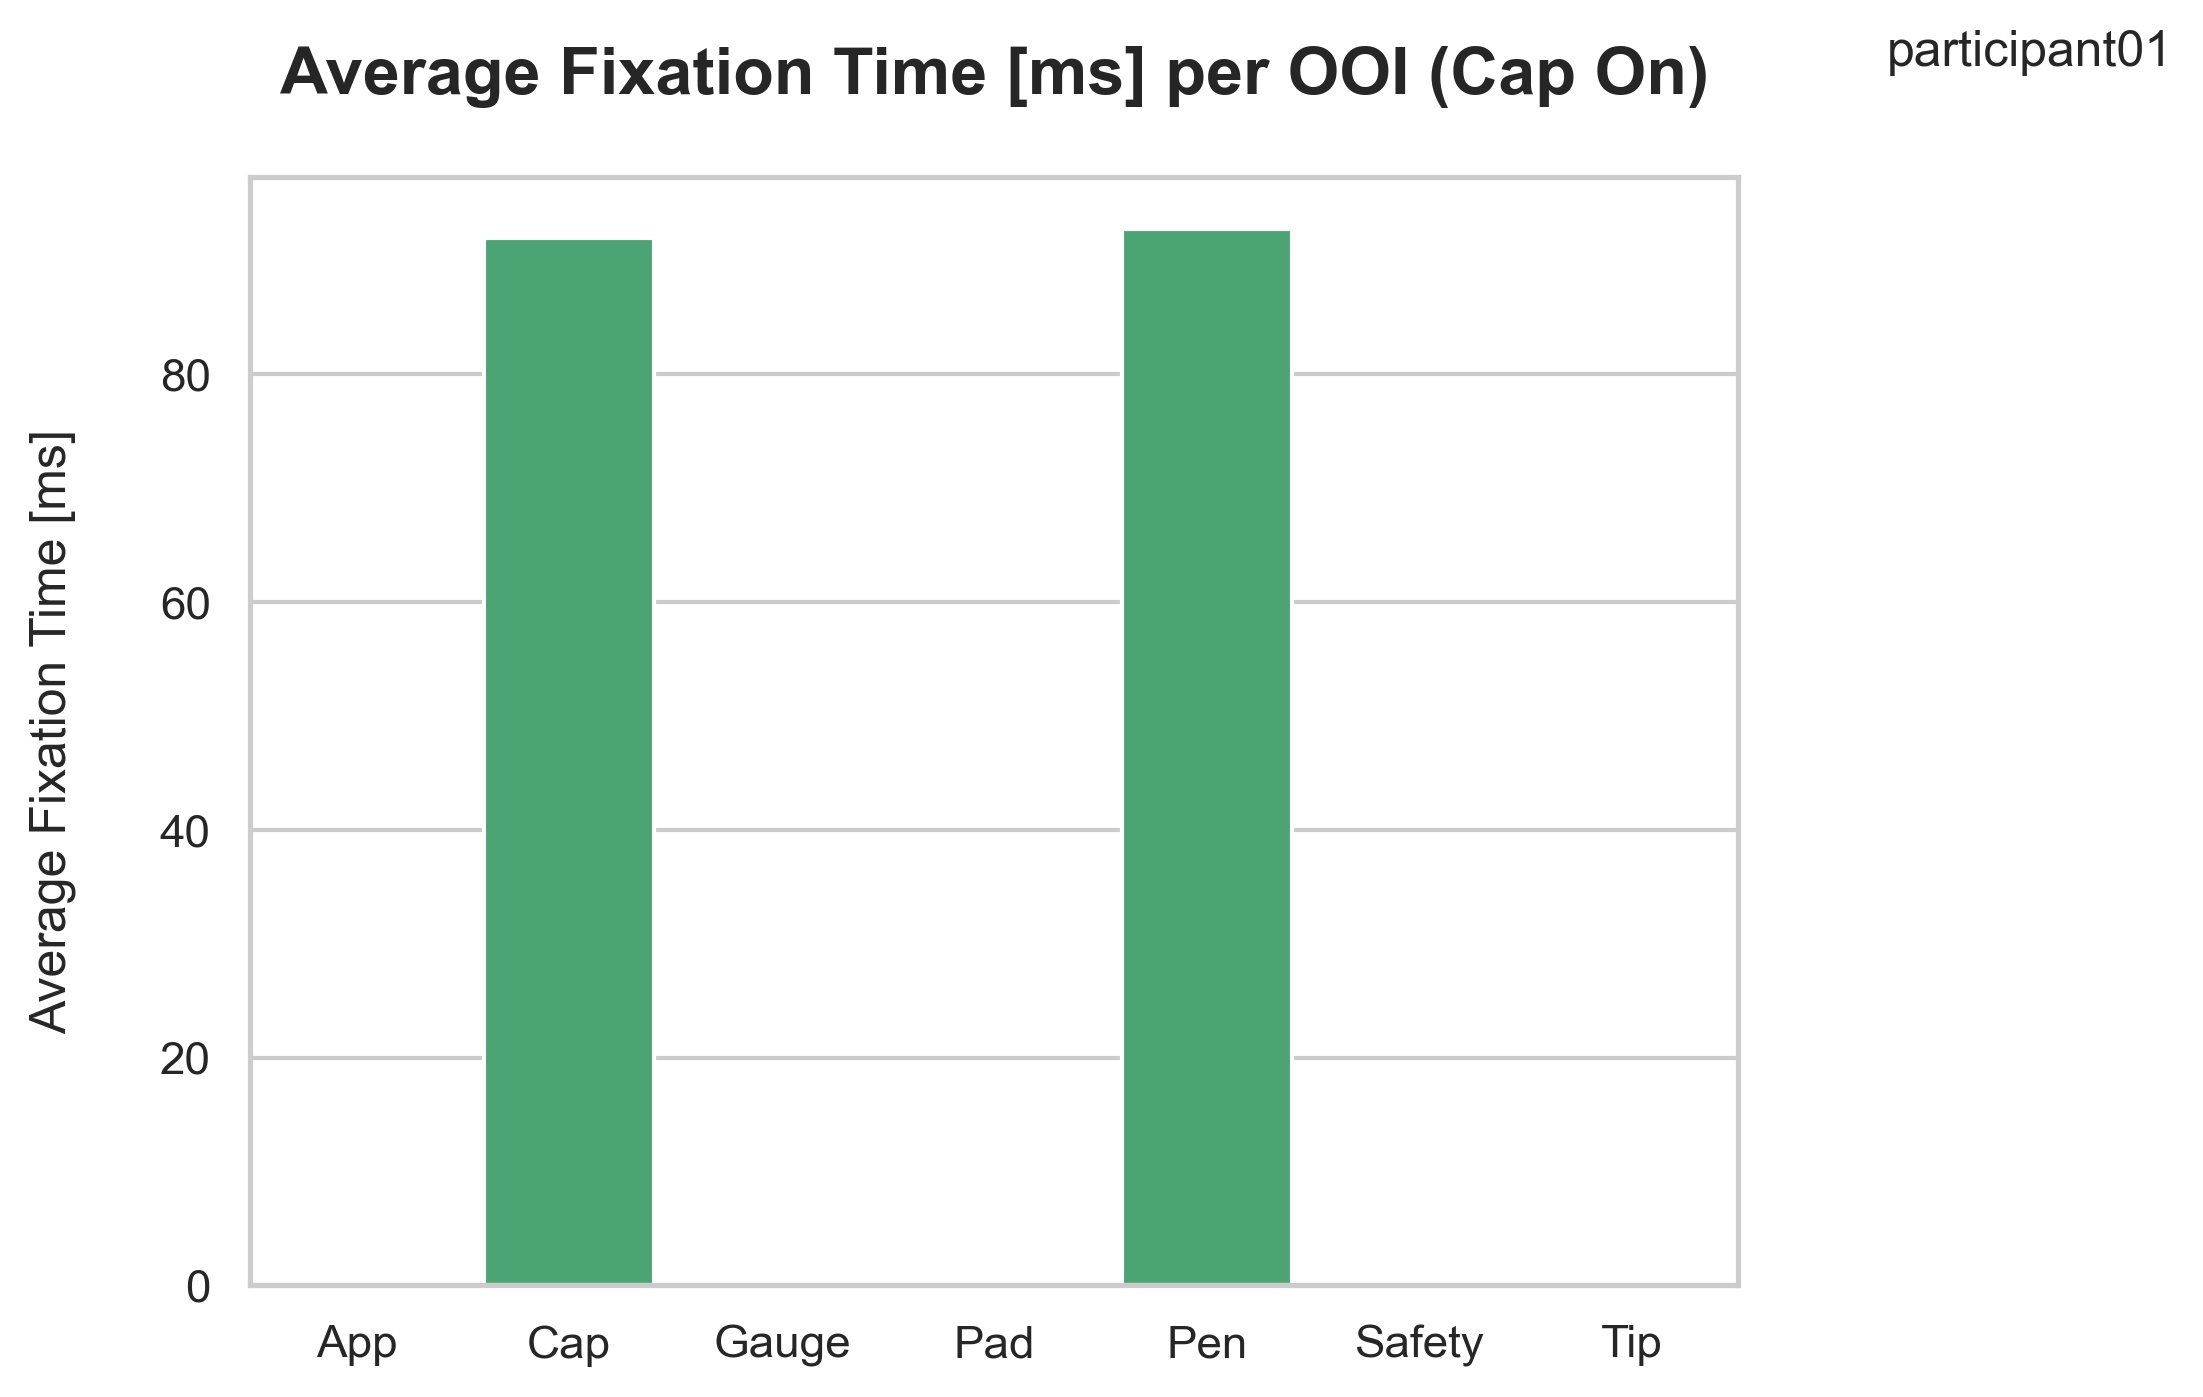 Average Fixation Time [ms] per OOI (Cap On)
participant01
Average Fixation Time [ms]
80
60
40
20
0
App Cap Gauge Pad Pen Safety Tip